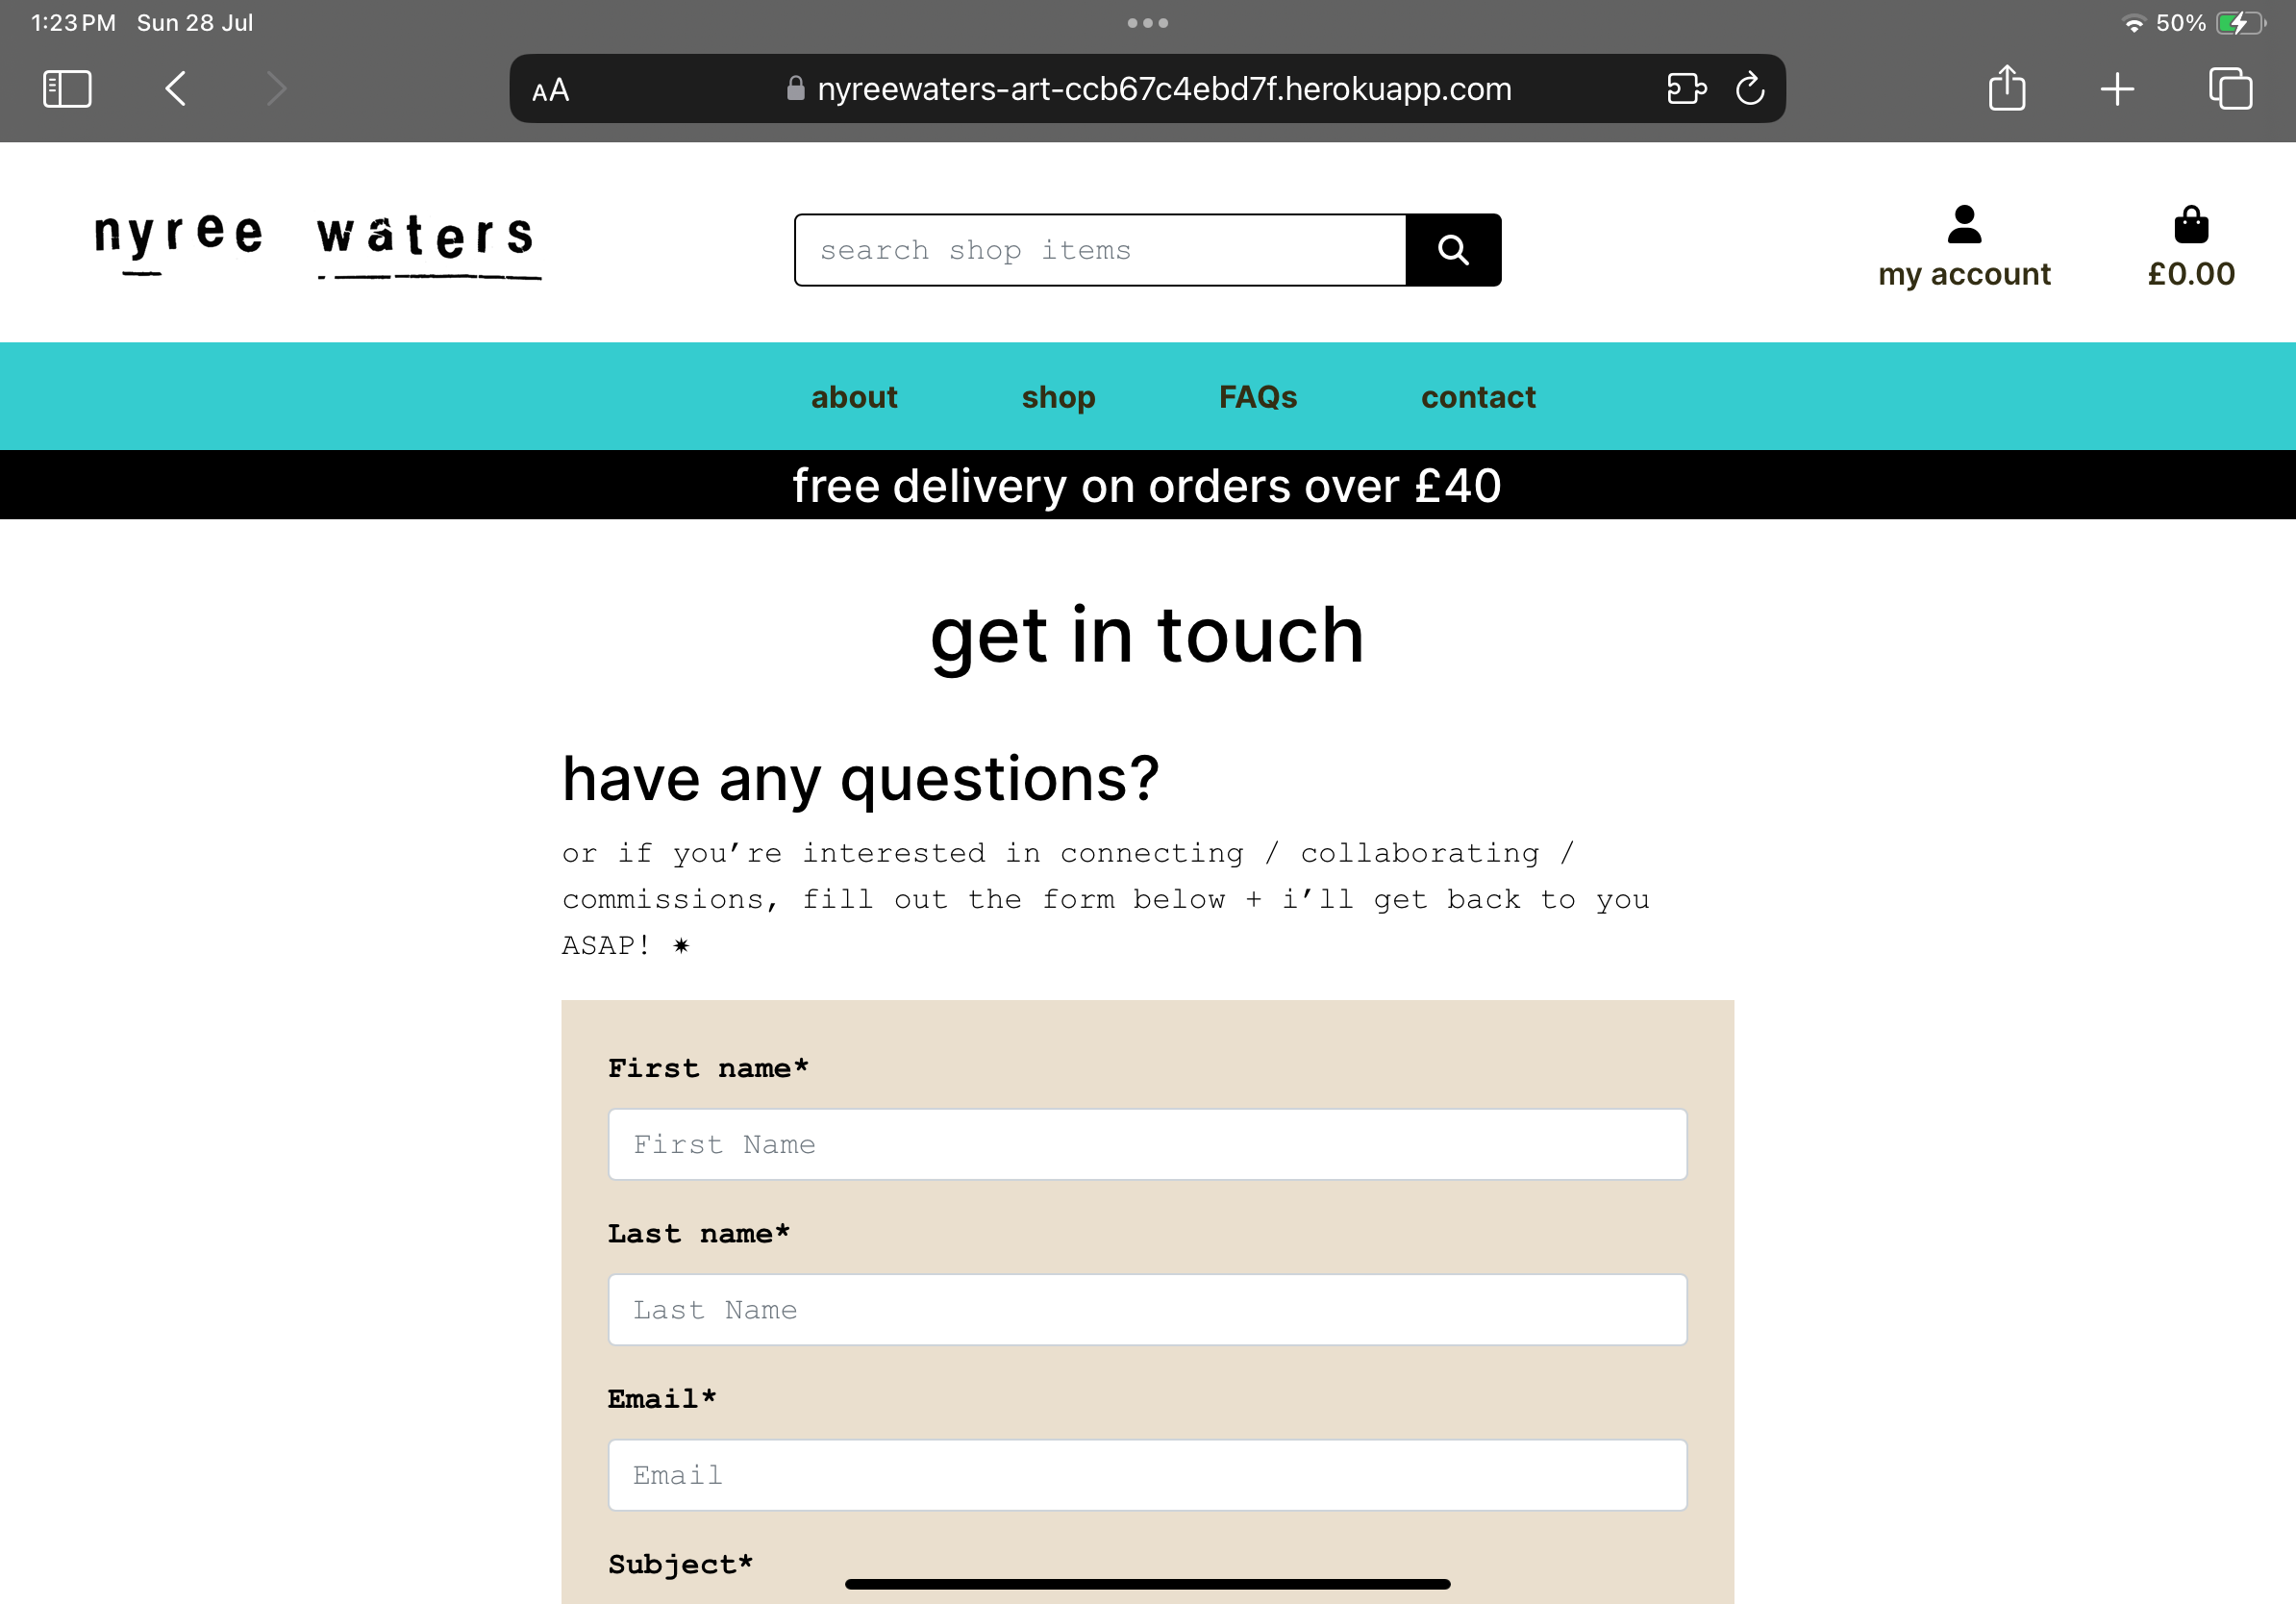 1:23 PM Sun 28 Jul
50%
AA
nyreewaters-art-ccb67c4ebd7f.herokuapp.com
nyree waters
search shop items
my account
£0.00
about shop FAQs contact
free delivery on orders over £40
get in touch
have any questions?
or if you’re interested in connecting / collaborating /
commissions, fill out the form below + i’ll get back to you
ASAP! ✷
First name*
First Name
Last name*
Last Name
Email*
Email
Subject*